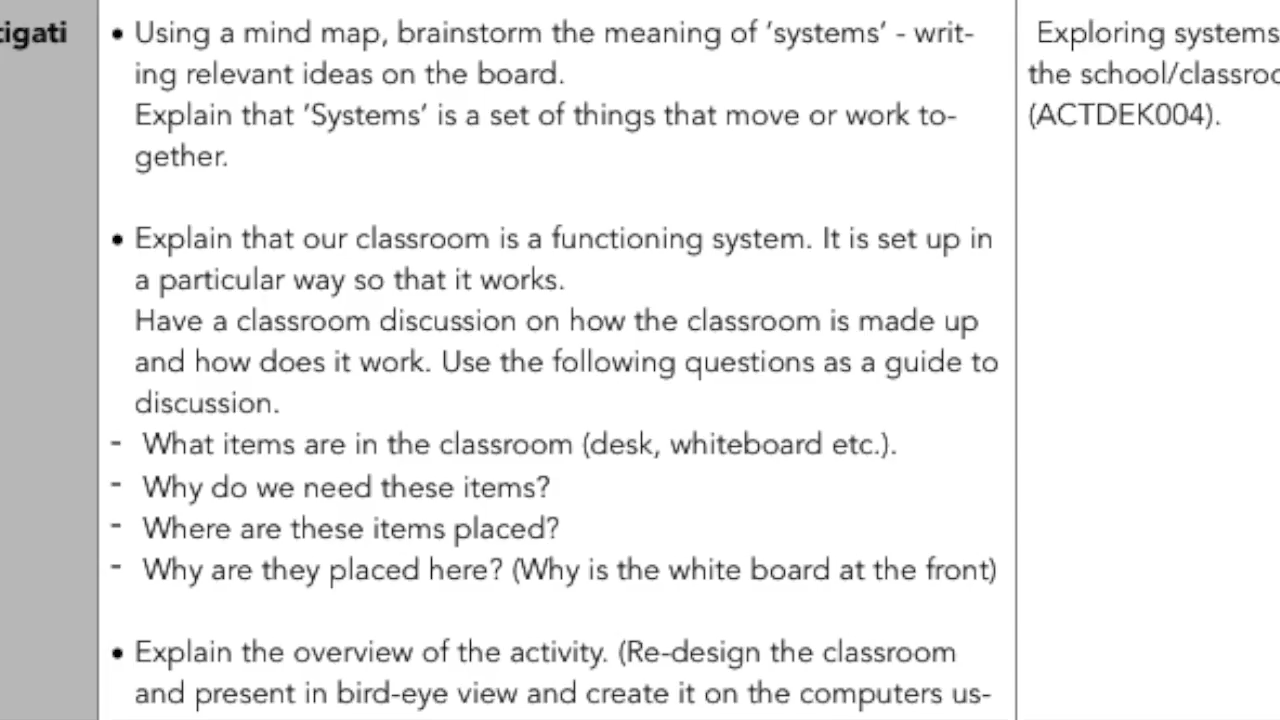 tigati
• Using a mind map, brainstorm the meaning of ‘systems’ - writ-
ing relevant ideas on the board.
Explain that ‘Systems’ is a set of things that move or work to-
gether.
• Explain that our classroom is a functioning system. It is set up in
a particular way so that it works.
Have a classroom discussion on how the classroom is made up
and how does it work. Use the following questions as a guide to
discussion.
- What items are in the classroom (desk, whiteboard etc.).
- Why do we need these items?
- Where are these items placed?
- Why are they placed here? (Why is the white board at the front)
• Explain the overview of the activity. (Re-design the classroom
and present in bird-eye view and create it on the computers us-
Exploring systems
the school/classroo
(ACTDEK004).